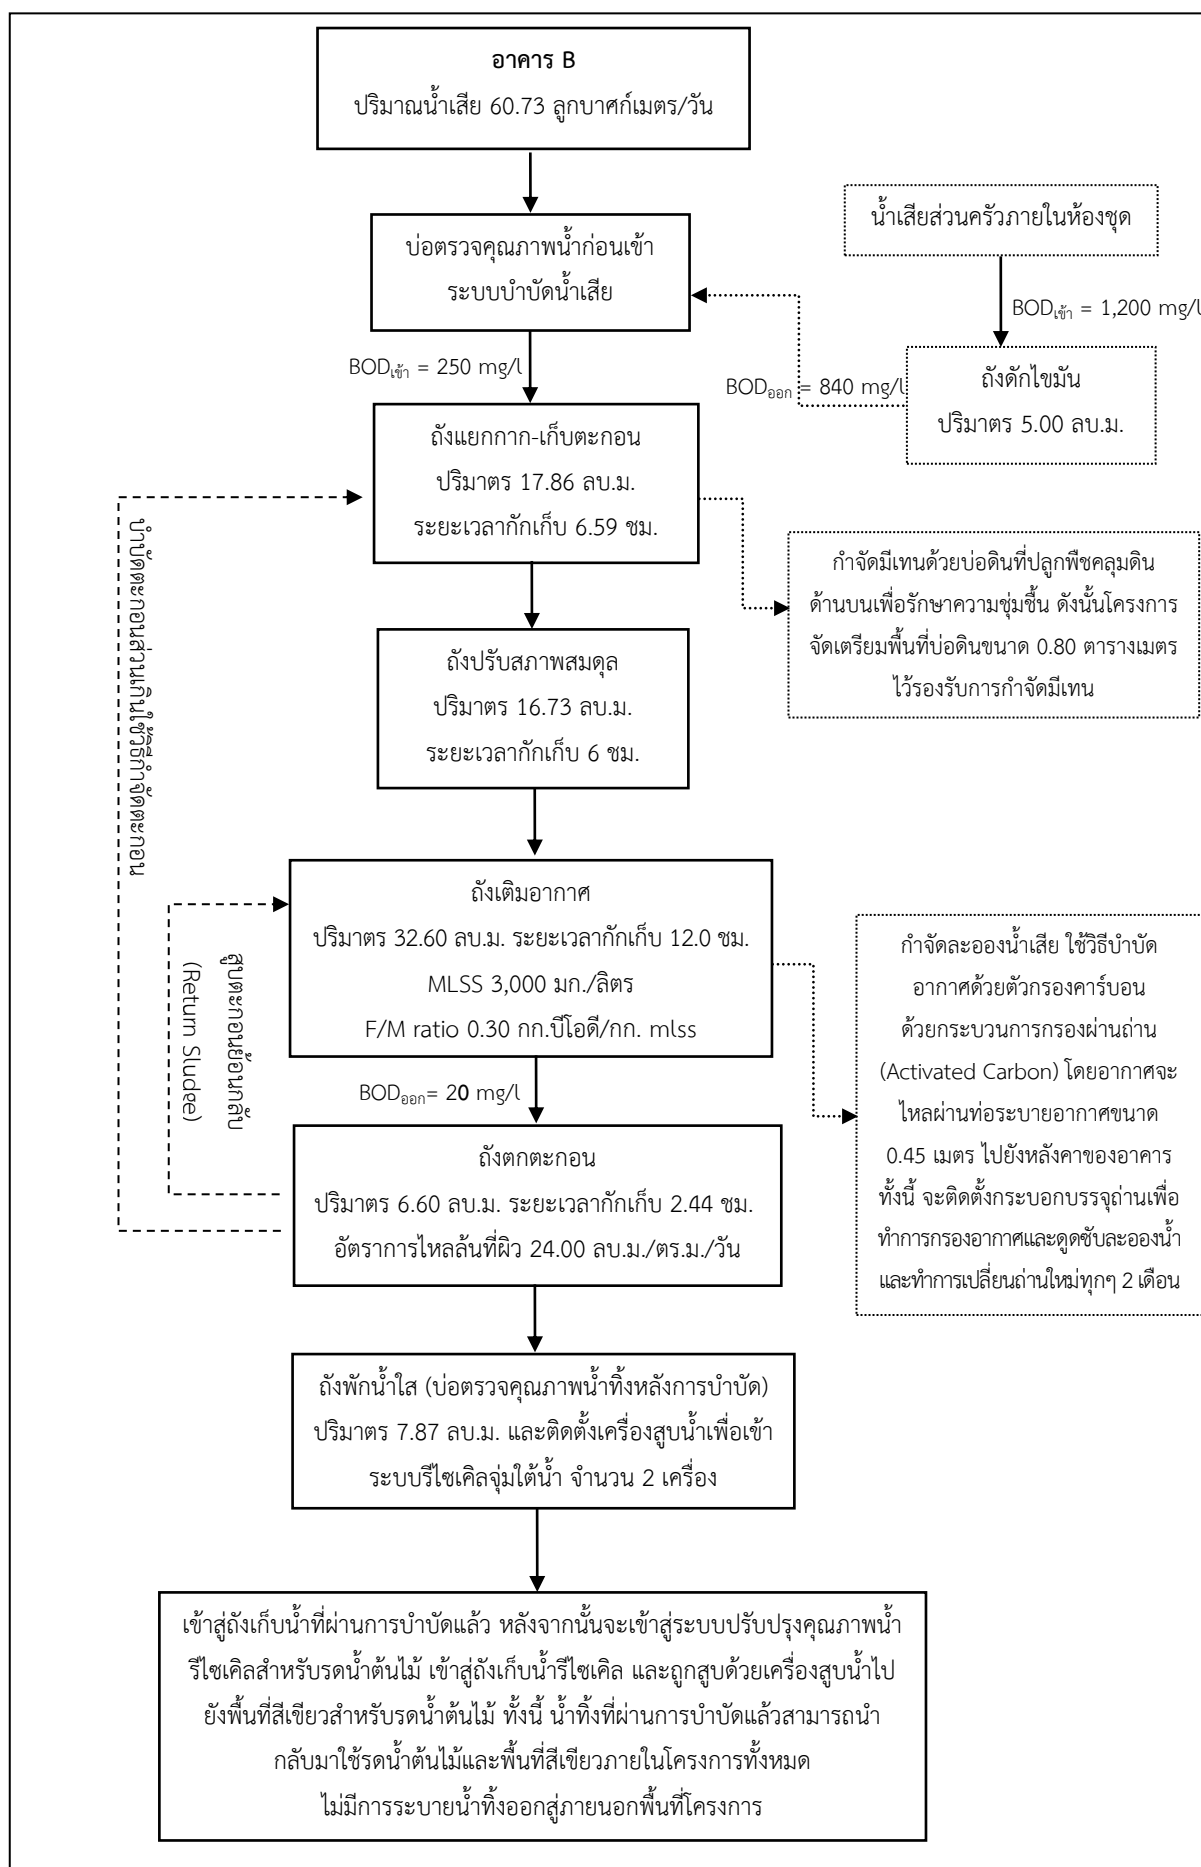 อาคาร B
ปริมาณน้ำเสีย 60.73 ลูกบาศก์เมตร/วัน
น้ำเสียส่วนครัวภายในห้องชุด
บ่อตรวจคุณภาพน้ำก่อนเข้า
ระบบบำบัดน้ำเสีย
BODเข้า = 1,200 mg/l
BODเข้า = 250 mg/l
BODออก = 840 mg/l
ถังดักไขมัน
ปริมาตร 5.00 ลบ.ม.
ถังแยกกาก-เก็บตะกอน
ปริมาตร 17.86 ลบ.ม.
ระยะเวลากักเก็บ 6.59 ชม.
กำจัดมีเทนด้วยบ่อดินที่ปลูกพืชคลุมดิน
ด้านบนเพื่อรักษาความชุ่มชื้น ดังนั้นโครงการ
จัดเตรียมพื้นที่บ่อดินขนาด 0.80 ตารางเมตร
ไว้รองรับการกำจัดมีเทน
บำบัดตะกอนส่วนเกินใช้วิธีกำจัดตะกอน
ถังปรับสภาพสมดุล
ปริมาตร 16.73 ลบ.ม.
ระยะเวลากักเก็บ 6 ชม.
ถังเติมอากาศ
ปริมาตร 32.60 ลบ.ม. ระยะเวลากักเก็บ 12.0 ชม.
MLSS 3,000 มก./ลิตร
F/M ratio 0.30 กก.บีโอดี/กก. mlss
สูบตะกอนย้อนกลับ
(Return Sludge)
กำจัดละอองน้ำเสีย ใช้วิธีบำบัด
อากาศด้วยตัวกรองคาร์บอน
ด้วยกระบวนการกรองผ่านถ่าน
(Activated Carbon) โดยอากาศจะ
ไหลผ่านท่อระบายอากาศขนาด
0.45 เมตร ไปยังหลังคาของอาคาร
ทั้งนี้ จะติดตั้งกระบอกบรรจุถ่านเพื่อ
ทำการกรองอากาศและดูดซับละอองน้ำ
และทำการเปลี่ยนถ่านใหม่ทุกๆ 2 เดือน
BODออก= 20 mg/l
ถังตกตะกอน
ปริมาตร 6.60 ลบ.ม. ระยะเวลากักเก็บ 2.44 ชม.
อัตราการไหลล้นที่ผิว 24.00 ลบ.ม./ตร.ม./วัน
ถังพักน้ำใส (บ่อตรวจคุณภาพน้ำทิ้งหลังการบำบัด)
ปริมาตร 7.87 ลบ.ม. และติดตั้งเครื่องสูบน้ำเพื่อเข้า
ระบบรีไซเคิลจุ่มใต้น้ำ จำนวน 2 เครื่อง
เข้าสู่ถังเก็บน้ำที่ผ่านการบำบัดแล้ว หลังจากนั้นจะเข้าสู่ระบบปรับปรุงคุณภาพน้ำ
รีไซเคิลสำหรับรดน้ำต้นไม้ เข้าสู่ถังเก็บน้ำรีไซเคิล และถูกสูบด้วยเครื่องสูบน้ำไป
ยังพื้นที่สีเขียวสำหรับรดน้ำต้นไม้ ทั้งนี้ น้ำทิ้งที่ผ่านการบำบัดแล้วสามารถนำ
กลับมาใช้รดน้ำต้นไม้และพื้นที่สีเขียวภายในโครงการทั้งหมด
ไม่มีการระบายน้ำทิ้งออกสู่ภายนอกพื้นที่โครงการ